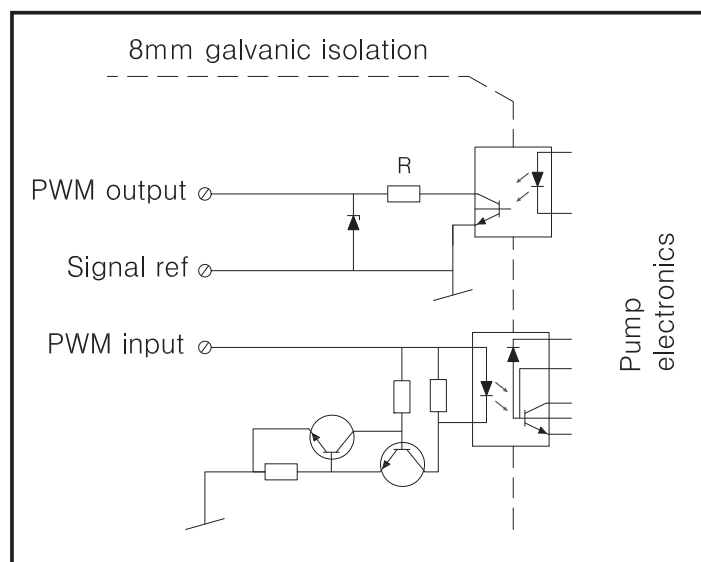 8mm galvanic isolation
R
PWM output
Signal ref
PWM input
Pump
electronics